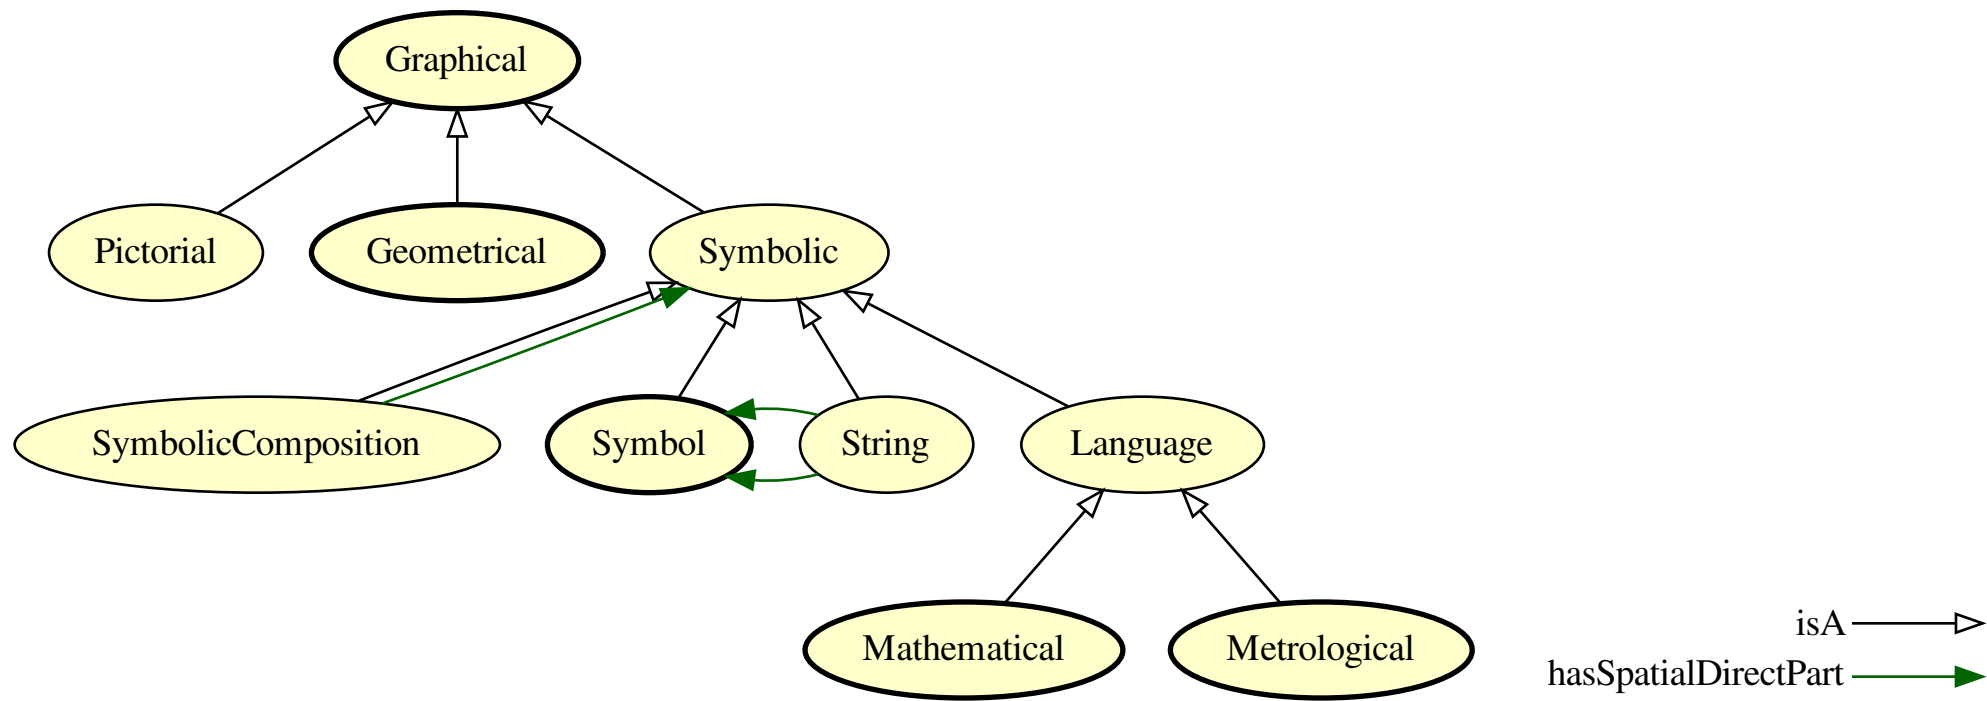 Graphical
Pictorial
Geometrical
Symbolic
SymbolicComposition
Symbol
String
Language
Mathematical
Metrological
isA
hasSpatialDirectPart